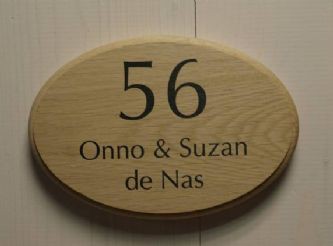 56
Onno & Suzan
de Nas